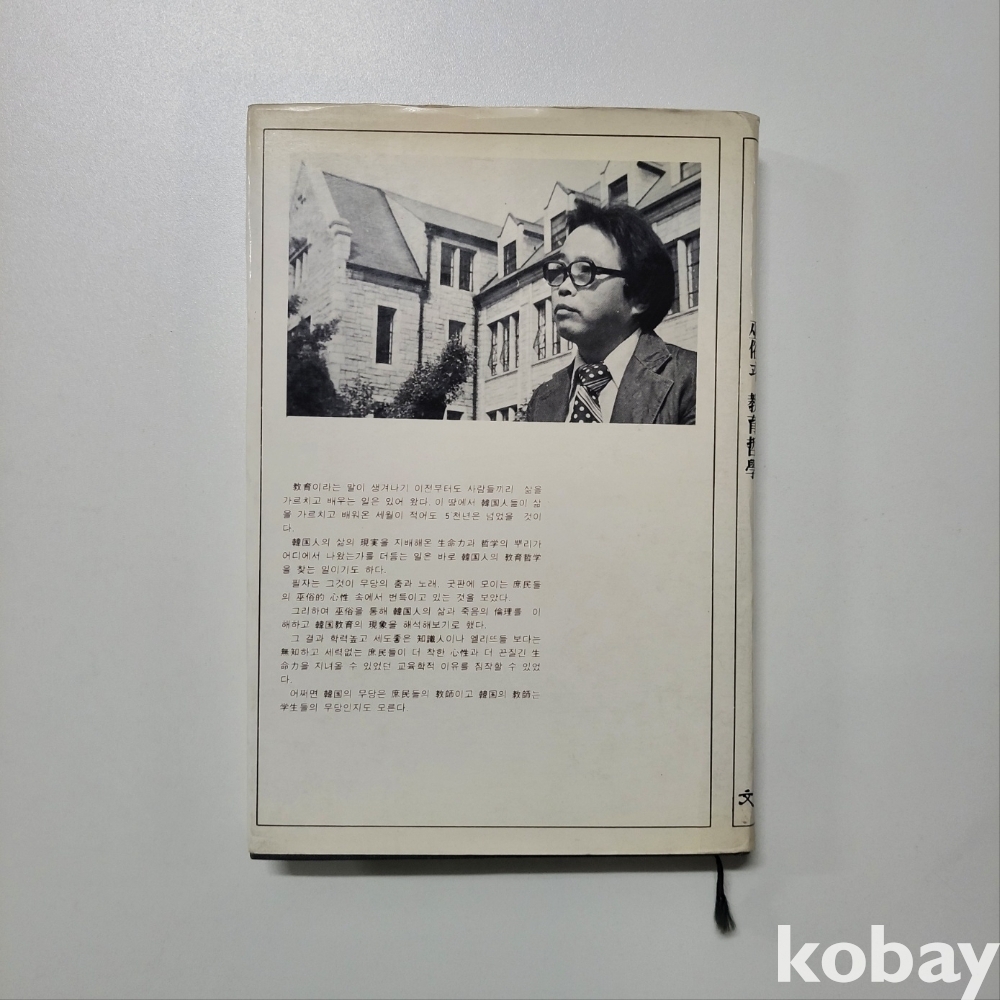 教育이라는 말이 생겨나기 이전부터도 사람들끼리 삶을
가르치고 배우는 일은 있어 왔다. 이 땅에서 韓国人들이 삶
을 가르치고 배워온 세월이 적어도 5천년은 넘었을 것이
다.
韓国人의 삶의 現実을 지배해온 生命力과 哲学의 뿌리가
어디에서 나왔는가를 더듬는 일은 바로 韓国人의 教育哲学
을 찾는 일이기도 하다.
필자는 그것이 무당의 춤과 노래, 굿판에 모이는 庶民들
의 巫俗的 心性 속에서 번득이고 있는 것을 보았다.
그리하여 巫俗을 통해 韓国人의 삶과 죽음의 倫理를 이
해하고 韓国教育의 現象을 해석해보기로 했다.
그 결과 학력높고 세도좋은 知識人이나 엘리뜨들 보다는
無知하고 세력없는 庶民들이 더 착한 心性과 더 끈질긴 生
命力을 지녀올 수 있었던 교육학적 이유를 짐작할 수 있었
다.
어쩌면 韓国의 무당은 庶民들의 教師이고 韓国의 教師는
学生들의 무당인지도 모른다.
教育哲學
文
kobay